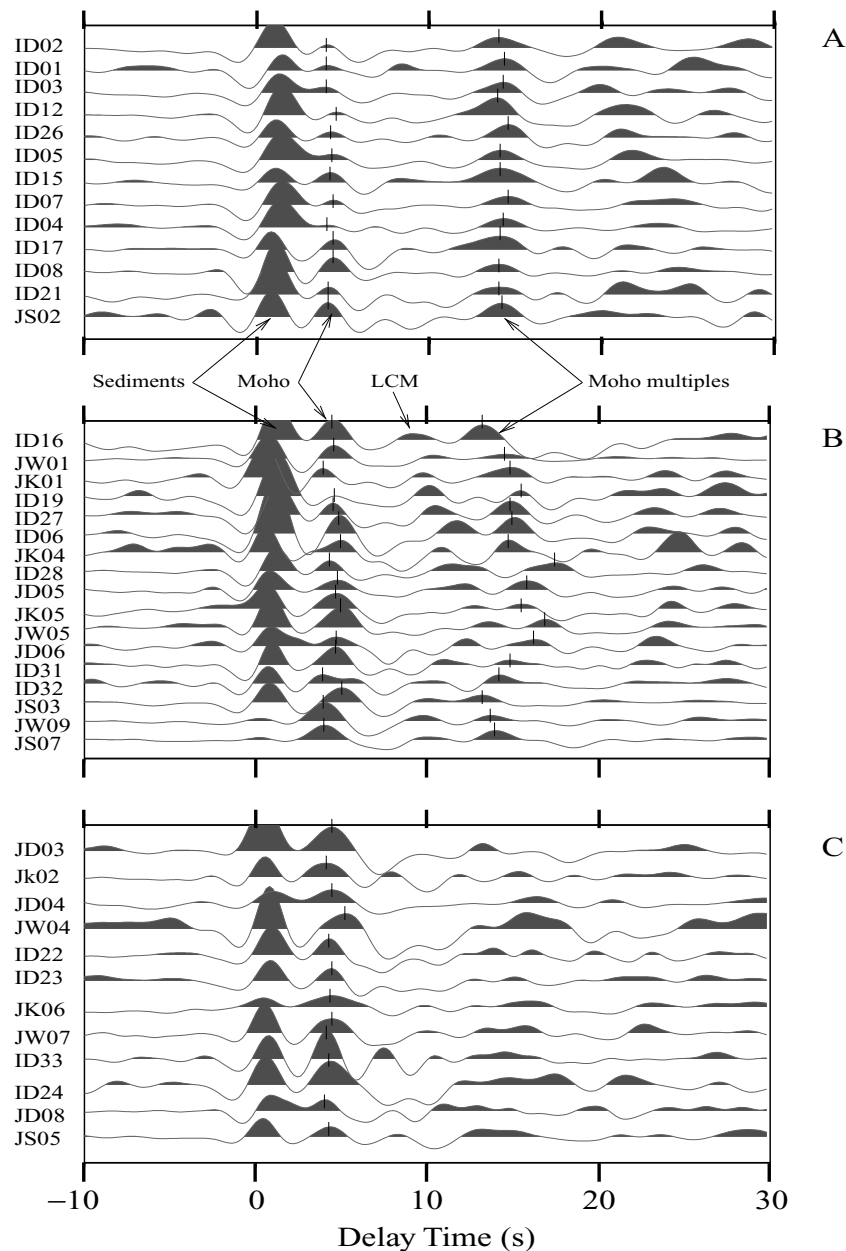 A
ID02
ID01
ID03
ID12
ID26
ID05
ID15
ID07
ID04
ID17
ID08
ID21
JS02
Sediments Moho LCM Moho multiples
B
ID16
JW01
JK01
ID19
ID27
ID06
JK04
ID28
JD05
JK05
JW05
JD06
ID31
ID32
JS03
JW09
JS07
C
JD03
Jk02
JD04
JW04
ID22
ID23
JK06
JW07
ID33
ID24
JD08
JS05
−10 0 10 20 30
Delay Time (s)